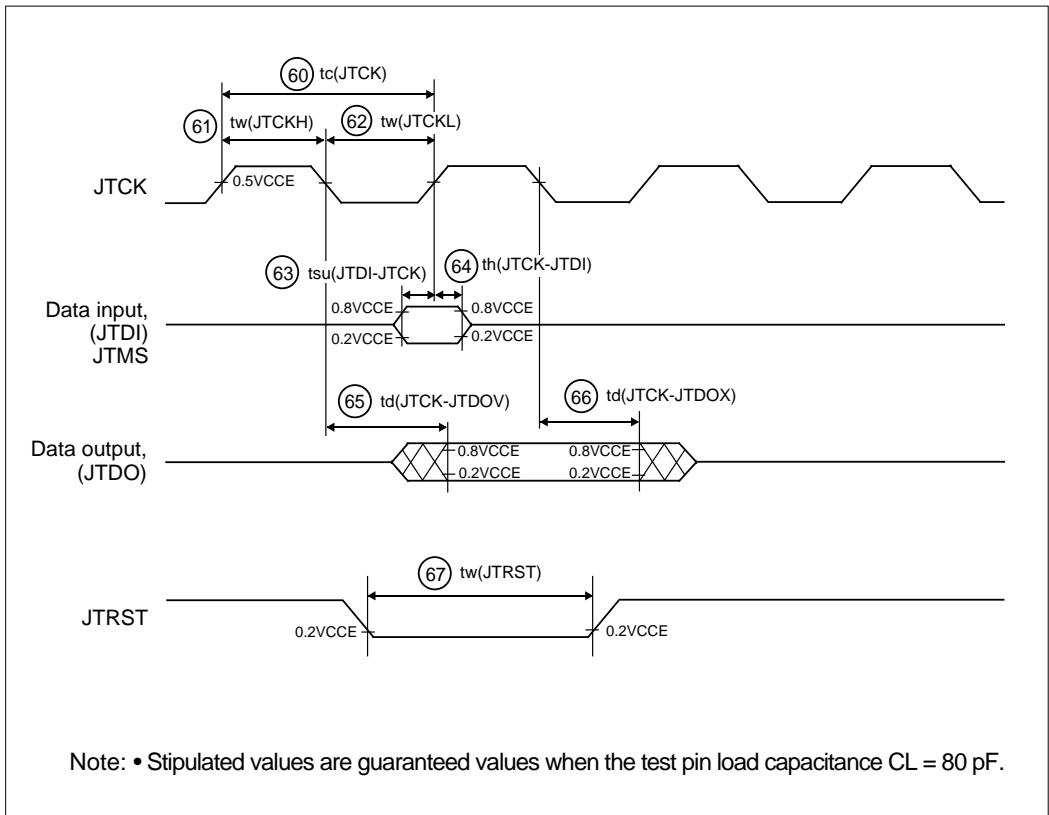 60 tc(JTCK)
61 tw(JTCKH) 62 tw(JTCKL)
JTCK 0.5VCCE
63 tsu(JTDI-JTCK) 64 th(JTCK-JTDI)
Data input,
(JTDI)
JTMS
0.8VCCE 0.8VCCE
0.2VCCE 0.2VCCE
65 td(JTCK-JTDOV) 66 td(JTCK-JTDOX)
Data output,
(JTDO)
0.8VCCE 0.8VCCE
0.2VCCE 0.2VCCE
67 tw(JTRST)
JTRST
0.2VCCE 0.2VCCE
Note: • Stipulated values are guaranteed values when the test pin load capacitance CL = 80 pF.